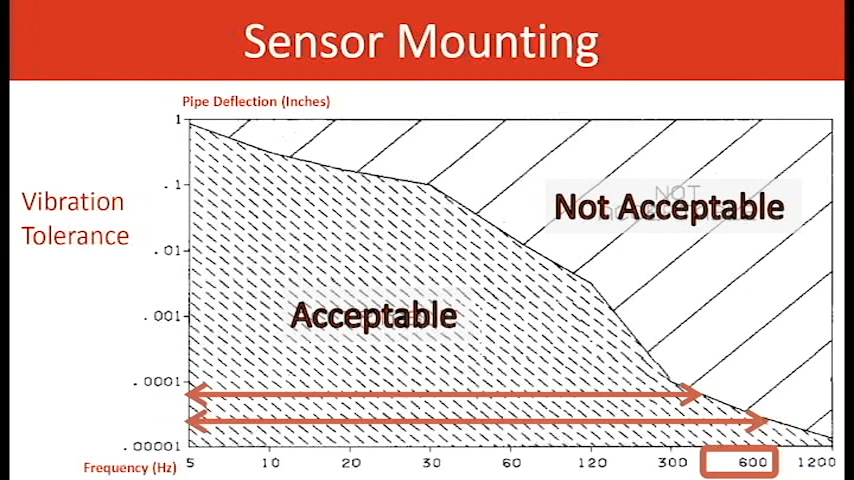 Sensor Mounting
Pipe Deflection (Inches)
Vibration
Tolerance
1
.1
.01
.001
.0001
.00001
NOT
Not Acceptable
Acceptable
Frequency (Hz)
5 10 20 30 60 120 300 600 1200